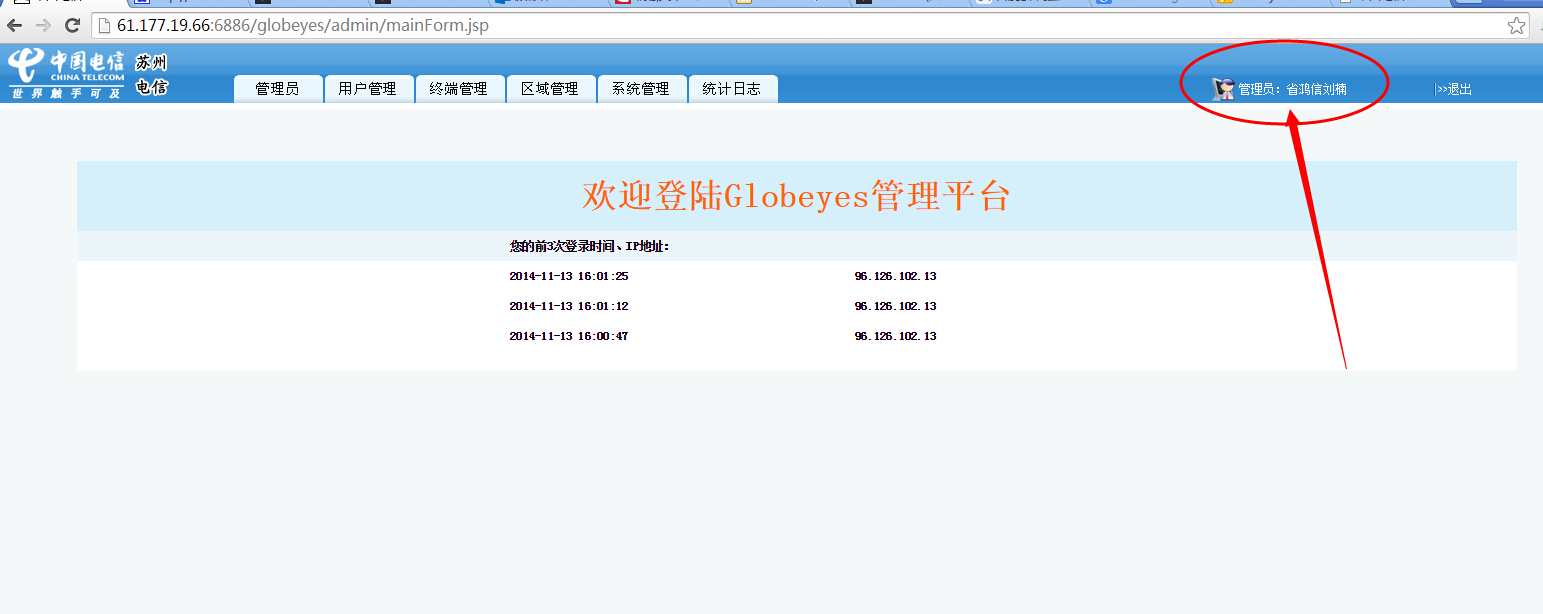 61.177.19.66:6886/globeyes/admin/mainForm.jsp
中国电信 苏州
CHINA TELECOM 电信
世界触手可及
管理员 用户管理 终端管理 区域管理 系统管理 统计日志
管理员：省鸿信刘楠 |>>退出
欢迎登陆Globeyes管理平台
您的前3次登录时间、IP地址：
2014-11-13 16:01:25 96.126.102.13
2014-11-13 16:01:12 96.126.102.13
2014-11-13 16:00:47 96.126.102.13